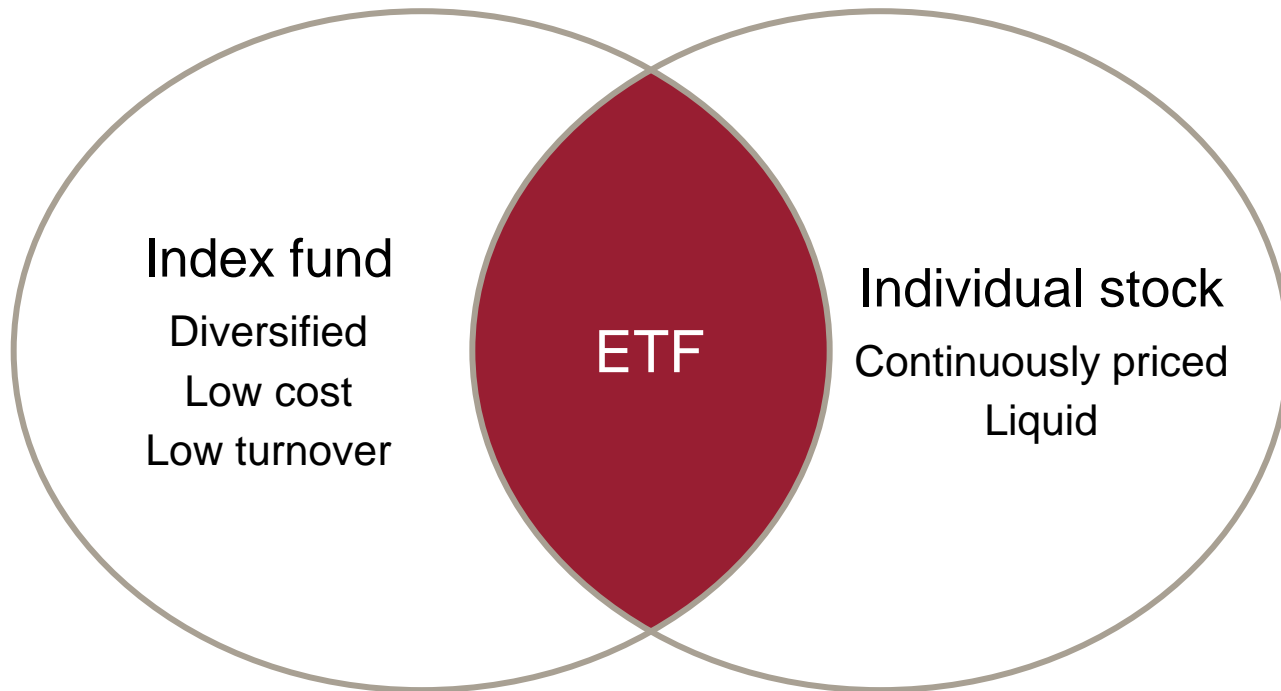 Index fund
Diversified
Low cost
Low turnover
ETF
Individual stock
Continuously priced
Liquid